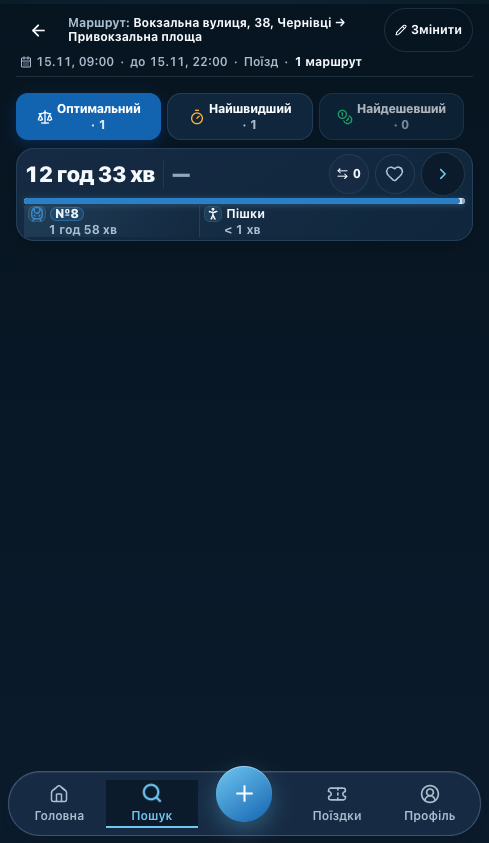 Маршрут: Вокзальна вулиця, 38, Чернівці →
Привокзальна площа
Змінити
15.11, 09:00 · до 15.11, 22:00 · Поїзд · 1 маршрут
Оптимальний
· 1
Найшвидший
· 1
Найдешевший
· 0
12 год 33 хв —
0
№8
1 год 58 хв
Пішки
< 1 хв
Головна
Пошук
Поїздки
Профіль